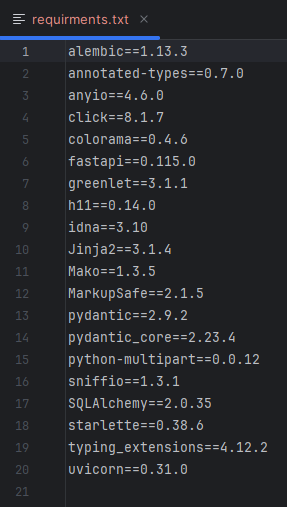 requirments.txt
1 alembic==1.13.3
2 annotated-types==0.7.0
3 anyio==4.6.0
4 click==8.1.7
5 colorama==0.4.6
6 fastapi==0.115.0
7 greenlet==3.1.1
8 h11==0.14.0
9 idna==3.10
10 Jinja2==3.1.4
11 Mako==1.3.5
12 MarkupSafe==2.1.5
13 pydantic==2.9.2
14 pydantic_core==2.23.4
15 python-multipart==0.0.12
16 sniffio==1.3.1
17 SQLAlchemy==2.0.35
18 starlette==0.38.6
19 typing_extensions==4.12.2
20 uvicorn==0.31.0
21